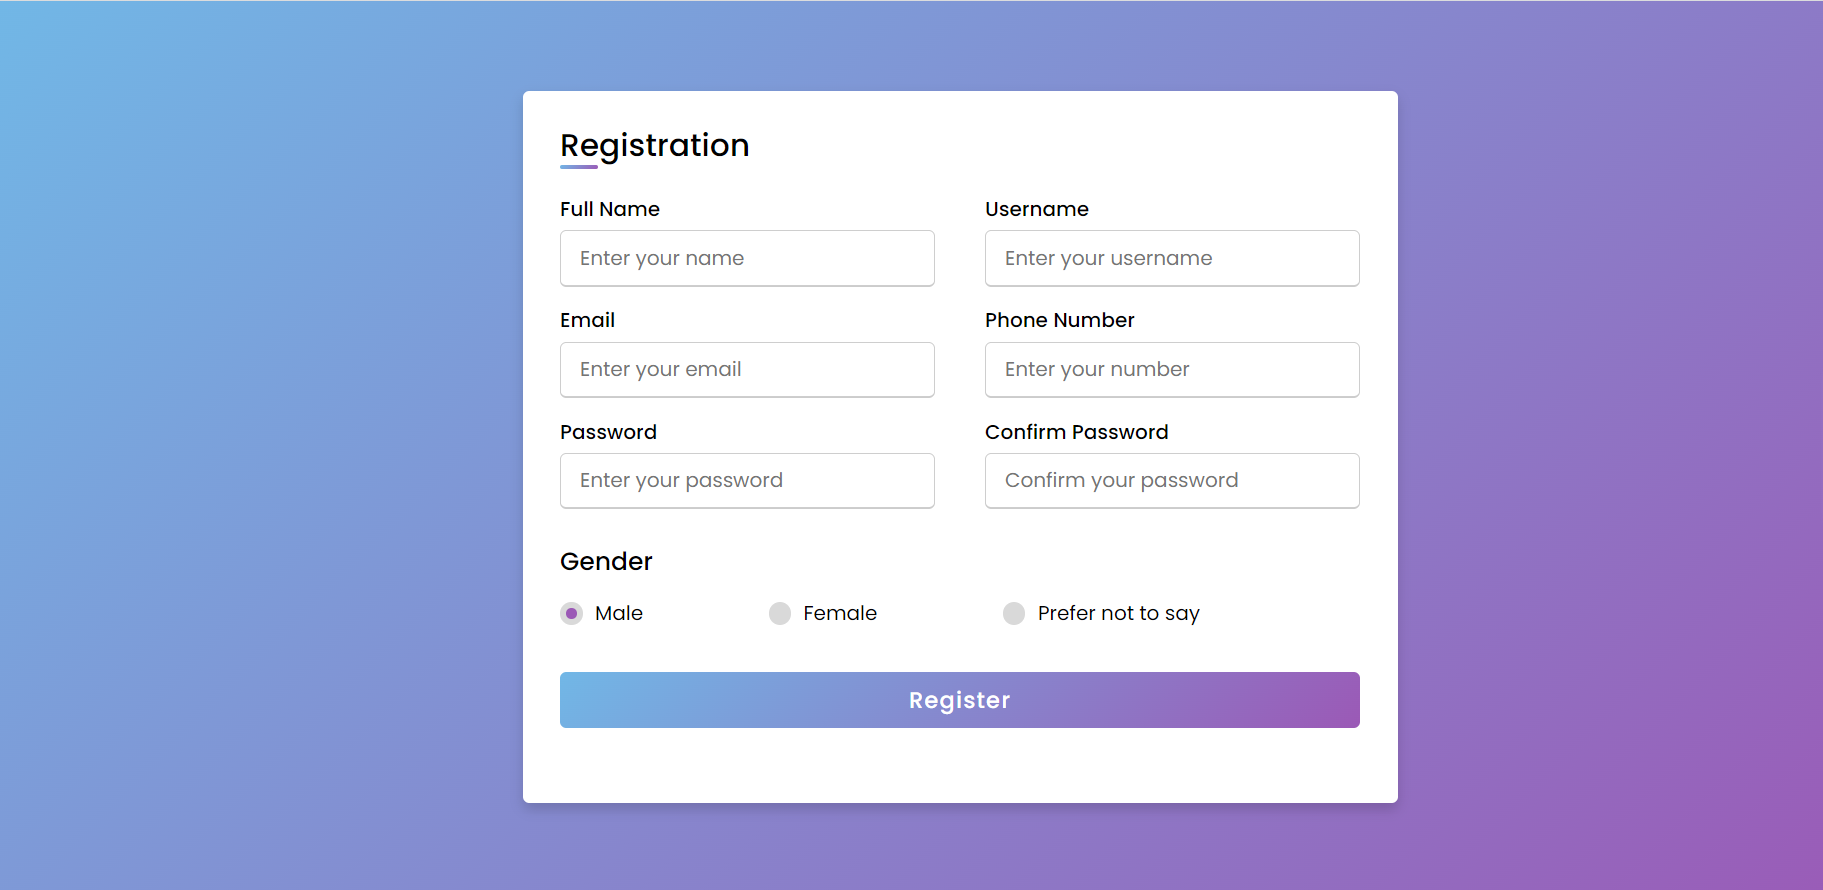 Registration
Full Name
Username
Enter your name
Enter your username
Email
Phone Number
Enter your email
Enter your number
Password
Confirm Password
Enter your password
Confirm your password
Gender
Male
Female
Prefer not to say
Register